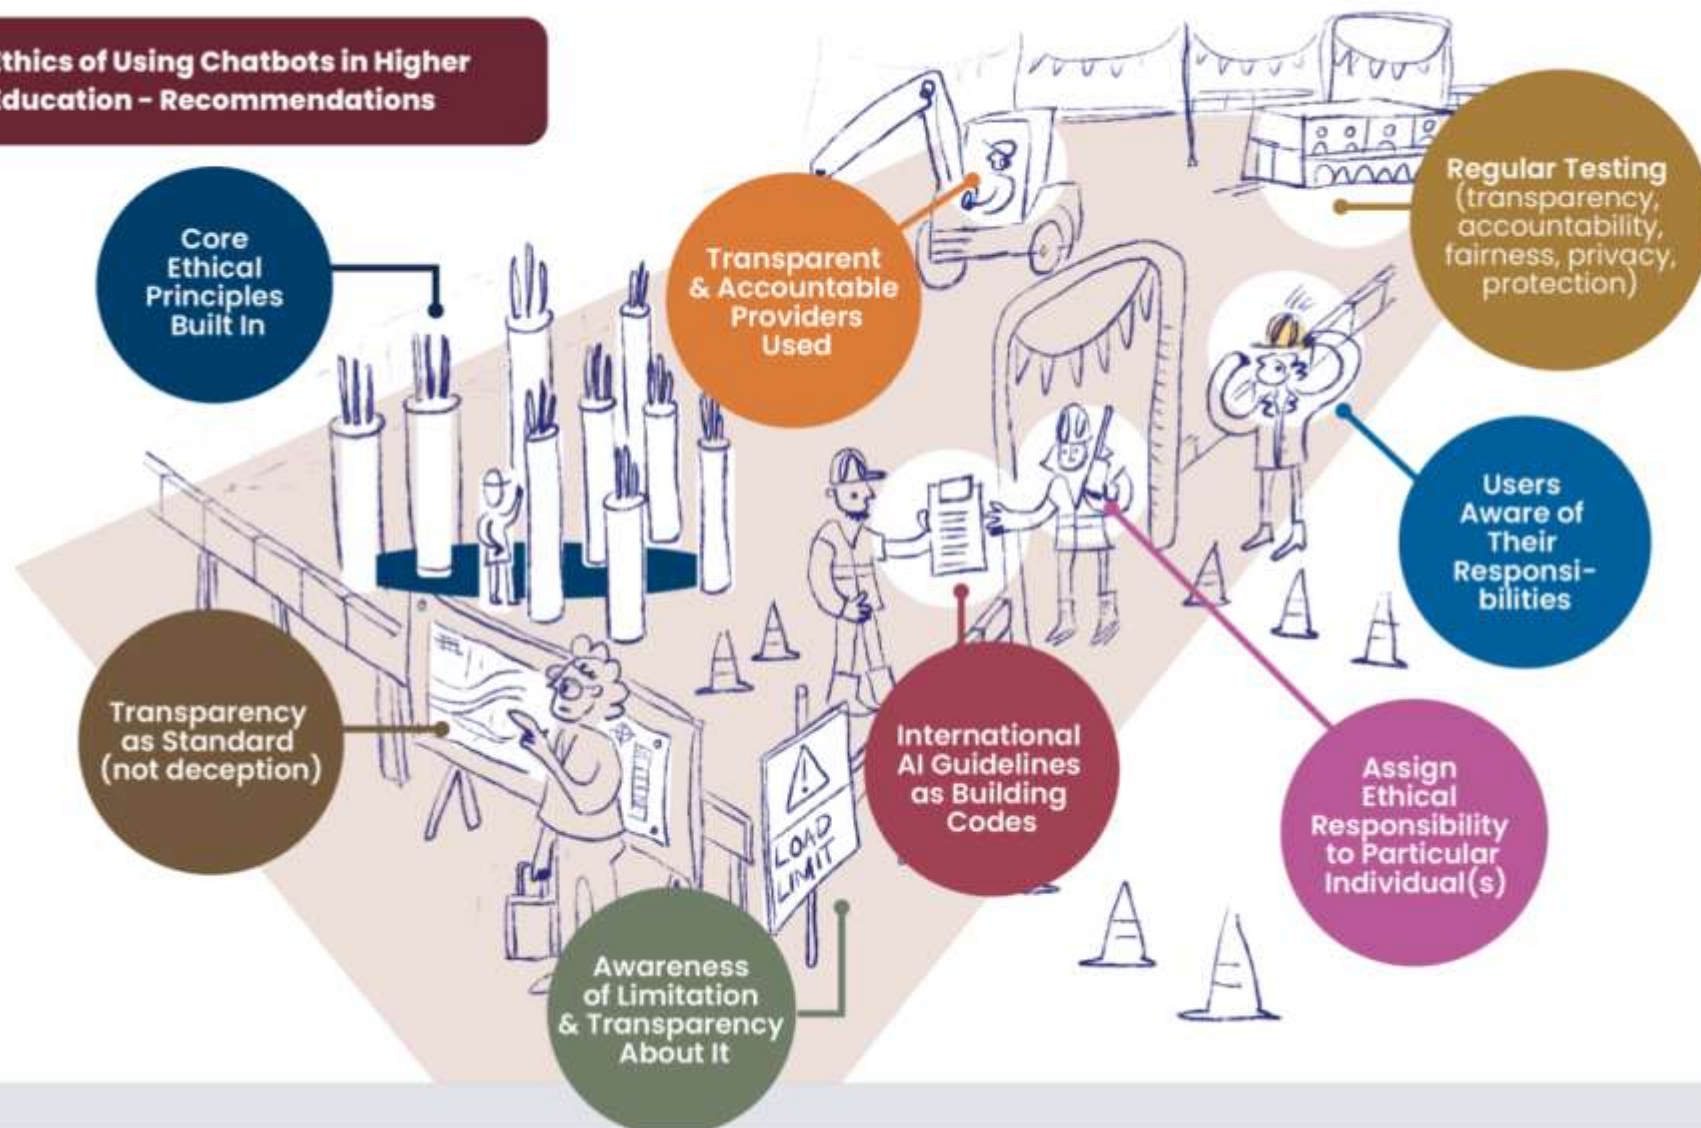 thics of Using Chatbots in Higher
ducation - Recommendations
Core
Ethical
Principles
Built In
Transparent
& Accountable
Providers
Used
Regular Testing
(transparency,
accountability,
fairness, privacy,
protection)
Users
Aware of
Their
Responsi-
bilities
Transparency
as Standard
(not deception)
International
AI Guidelines
as Building
Codes
Assign
Ethical
Responsibility
to Particular
Individual(s)
LOAD
LIMIT
Awareness
of Limitation
& Transparency
About It